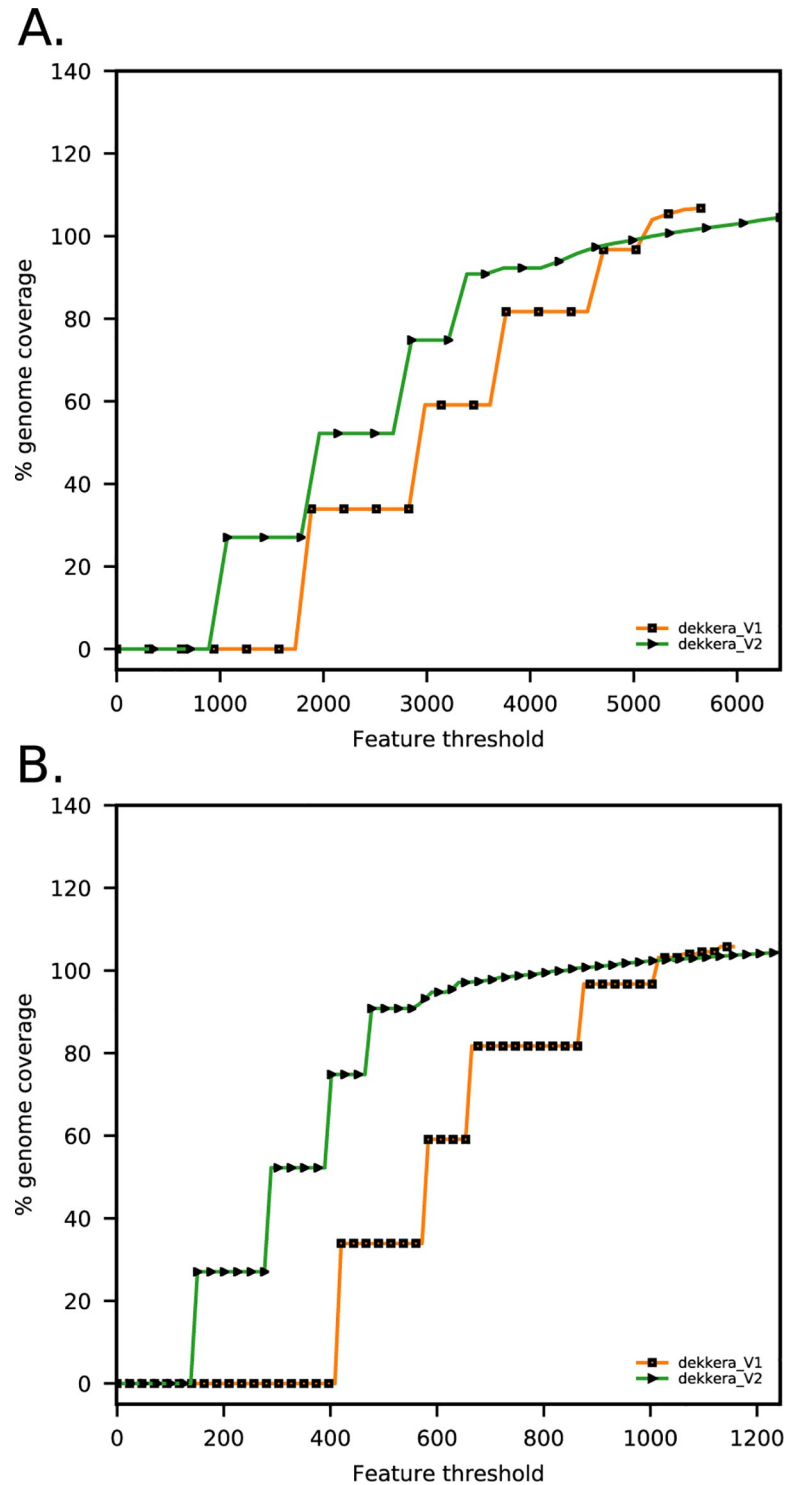 A.
140
120
100
80
60
40
20
0
% genome coverage
dekkera_V1
dekkera_V2
0 1000 2000 3000 4000 5000 6000
Feature threshold
B.
140
120
100
80
60
40
20
0
% genome coverage
dekkera_V1
dekkera_V2
0 200 400 600 800 1000 1200
Feature threshold